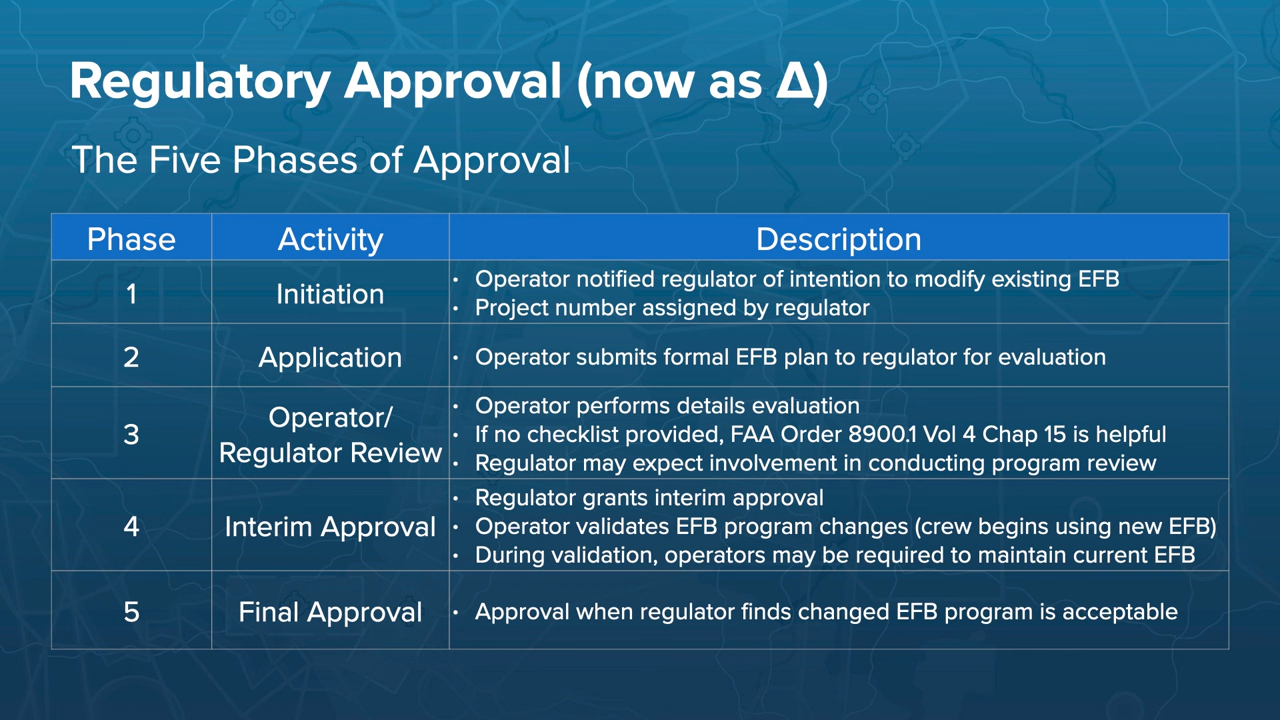 Regulatory Approval (now as Δ)
The Five Phases of Approval
Phase Activity Description
1 Initiation
• Operator notified regulator of intention to modify existing EFB
• Project number assigned by regulator
2 Application
• Operator submits formal EFB plan to regulator for evaluation
3 Operator/
Regulator Review
• Operator performs details evaluation
• If no checklist provided, FAA Order 8900.1 Vol 4 Chap 15 is helpful
• Regulator may expect involvement in conducting program review
4 Interim Approval
• Regulator grants interim approval
• Operator validates EFB program changes (crew begins using new EFB)
• During validation, operators may be required to maintain current EFB
5 Final Approval
• Approval when regulator finds changed EFB program is acceptable